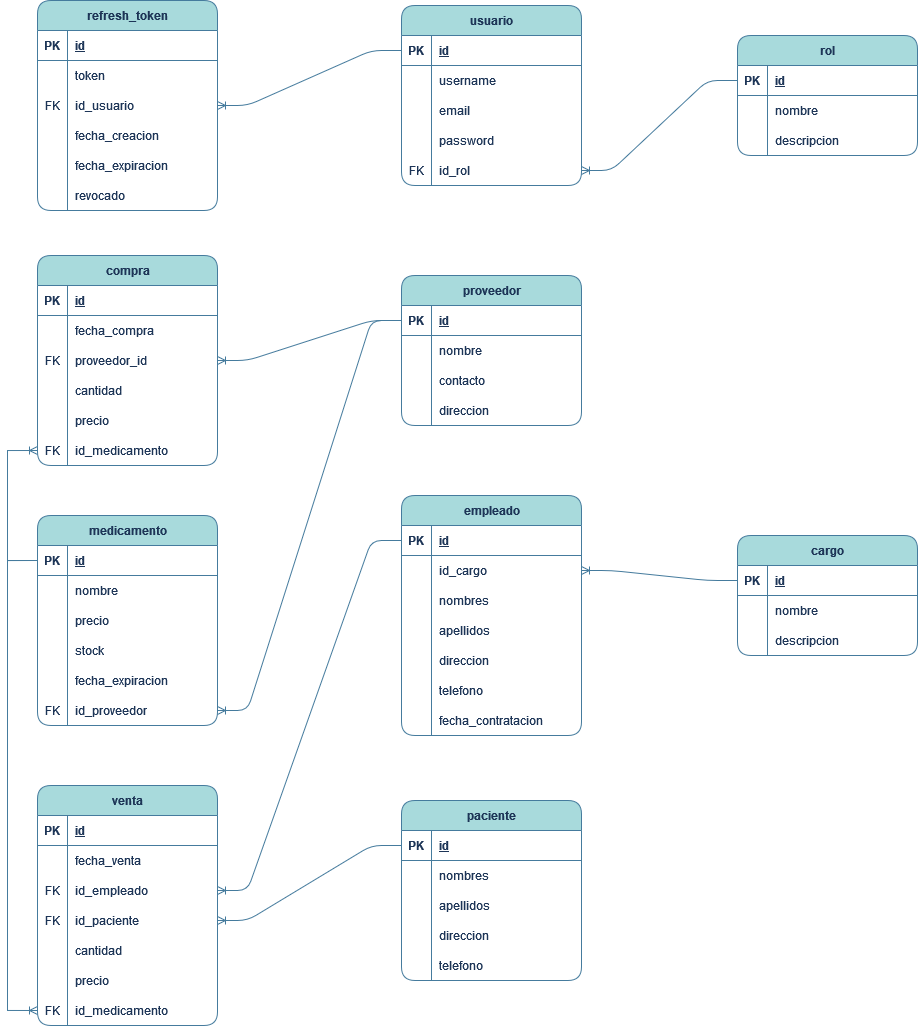 refresh_token
PK id
token
FK id_usuario
fecha_creacion
fecha_expiracion
revocado
usuario
PK id
username
email
password
FK id_rol
rol
PK id
nombre
descripcion
compra
PK id
fecha_compra
FK proveedor_id
cantidad
precio
FK id_medicamento
proveedor
PK id
nombre
contacto
direccion
medicamento
PK id
nombre
precio
stock
fecha_expiracion
FK id_proveedor
empleado
PK id
id_cargo
nombres
apellidos
direccion
telefono
fecha_contratacion
cargo
PK id
nombre
descripcion
venta
PK id
fecha_venta
FK id_empleado
FK id_paciente
cantidad
precio
FK id_medicamento
paciente
PK id
nombres
apellidos
direccion
telefono